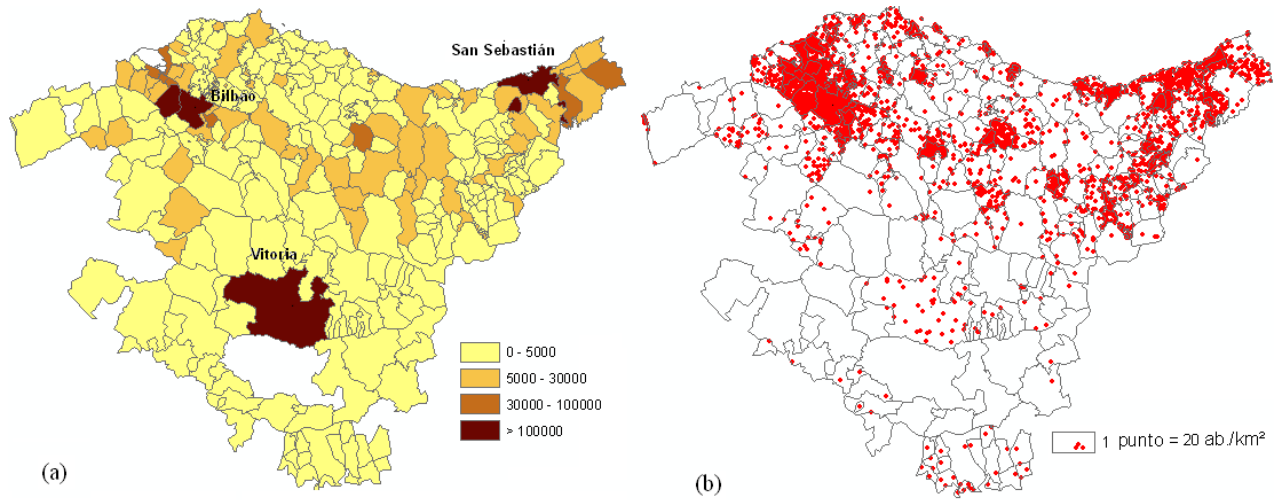 San Sebastián
Bilbao
Vitoria
0 - 5000
5000 - 30000
30000 - 100000
> 100000
(a)
1 punto = 20 ab./km²
(b)